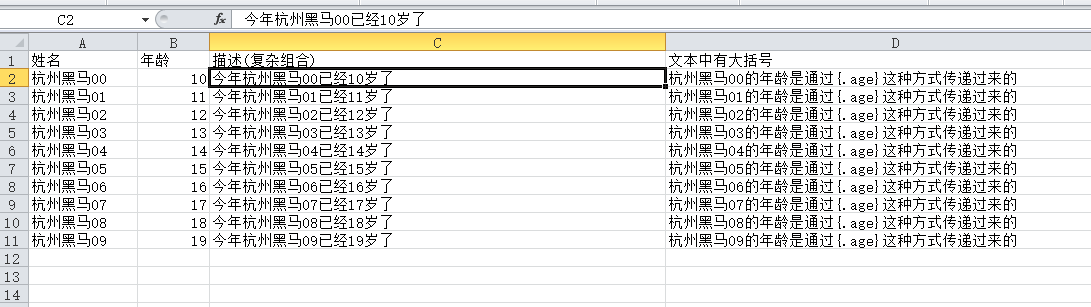 C2 fx 今年杭州黑马00已经10岁了
A B C D
1 姓名 年龄 描述(复杂组合) 文本中有大括号
2 杭州黑马00 10 今年杭州黑马00已经10岁了 杭州黑马00的年龄是通过{.age}这种方式传递过来的
3 杭州黑马01 11 今年杭州黑马01已经11岁了 杭州黑马01的年龄是通过{.age}这种方式传递过来的
4 杭州黑马02 12 今年杭州黑马02已经12岁了 杭州黑马02的年龄是通过{.age}这种方式传递过来的
5 杭州黑马03 13 今年杭州黑马03已经13岁了 杭州黑马03的年龄是通过{.age}这种方式传递过来的
6 杭州黑马04 14 今年杭州黑马04已经14岁了 杭州黑马04的年龄是通过{.age}这种方式传递过来的
7 杭州黑马05 15 今年杭州黑马05已经15岁了 杭州黑马05的年龄是通过{.age}这种方式传递过来的
8 杭州黑马06 16 今年杭州黑马06已经16岁了 杭州黑马06的年龄是通过{.age}这种方式传递过来的
9 杭州黑马07 17 今年杭州黑马07已经17岁了 杭州黑马07的年龄是通过{.age}这种方式传递过来的
10 杭州黑马08 18 今年杭州黑马08已经18岁了 杭州黑马08的年龄是通过{.age}这种方式传递过来的
11 杭州黑马09 19 今年杭州黑马09已经19岁了 杭州黑马09的年龄是通过{.age}这种方式传递过来的
12
13
14